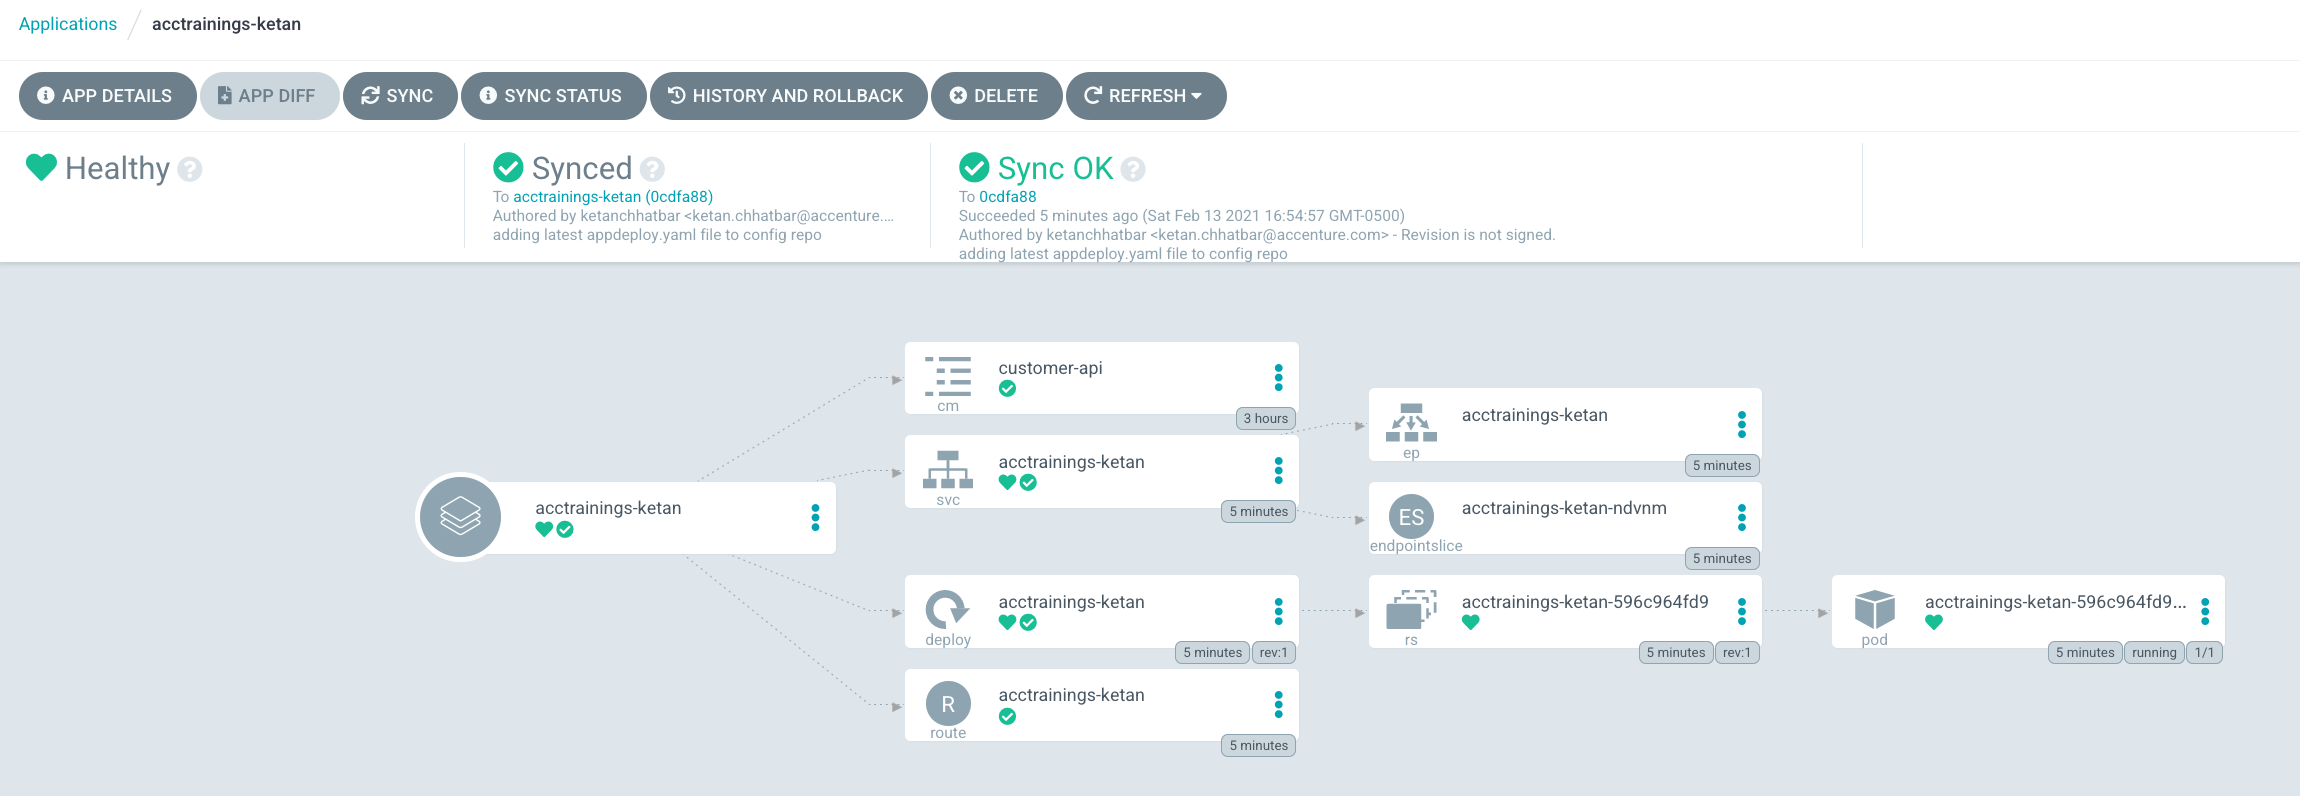 Applications / acctrainings-ketan
APP DETAILS APP DIFF SYNC SYNC STATUS HISTORY AND ROLLBACK DELETE REFRESH
Healthy ?
Synced ?
To acctrainings-ketan (0cdfa88)
Authored by ketanchhatbar <ketan.chhatbar@accenture....
adding latest appdeploy.yaml file to config repo
Sync OK ?
To 0cdfa88
Succeeded 5 minutes ago (Sat Feb 13 2021 16:54:57 GMT-0500)
Authored by ketanchhatbar <ketan.chhatbar@accenture.com> - Revision is not signed.
adding latest appdeploy.yaml file to config repo
acctrainings-ketan
customer-api
cm
3 hours
acctrainings-ketan
svc
5 minutes
acctrainings-ketan
deploy
5 minutes rev:1
R
acctrainings-ketan
route
5 minutes
acctrainings-ketan
ep
5 minutes
ES
acctrainings-ketan-ndvnm
endpointslice
5 minutes
acctrainings-ketan-596c964fd9
rs
5 minutes rev:1
acctrainings-ketan-596c964fd9...
pod
5 minutes running 1/1